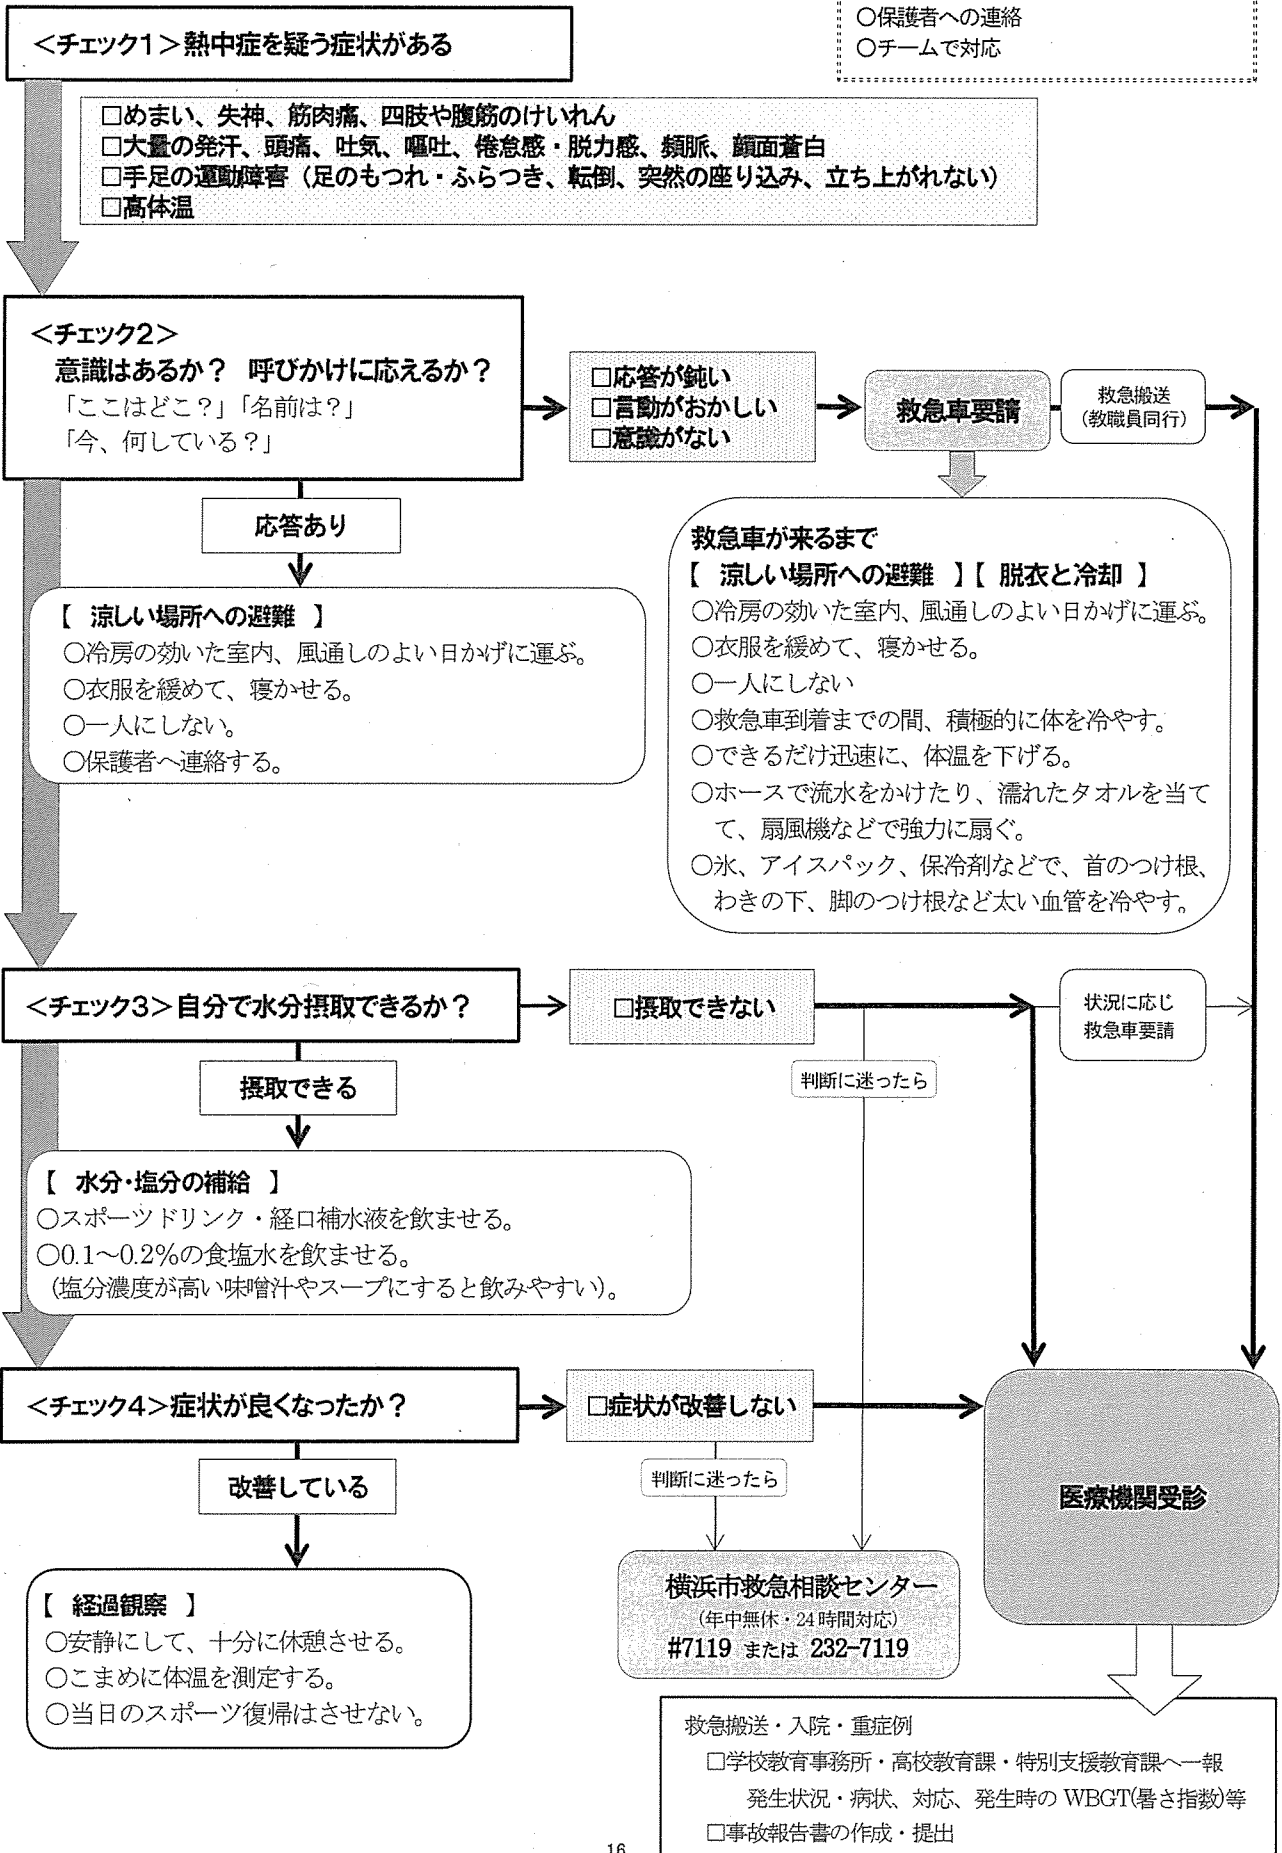 ○保護者への連絡
○チームで対応
＜チェック1＞熱中症を疑う症状がある
□めまい、失神、筋肉痛、四肢や腹筋のけいれん
□大量の発汗、頭痛、吐気、嘔吐、倦怠感・脱力感、頻脈、顔面蒼白
□手足の運動障害（足のもつれ・ふらつき、転倒、突然の座り込み、立ち上がれない）
□高体温
＜チェック2＞
意識はあるか？　呼びかけに応えるか？
「ここはどこ？」「名前は？」
「今、何している？」
□応答が鈍い
□言動がおかしい
□意識がない
救急車要請
救急搬送
（教職員同行）
応答あり
【　涼しい場所への避難　】
○冷房の効いた室内、風通しのよい日かげに運ぶ。
○衣服を緩めて、寝かせる。
○一人にしない。
○保護者へ連絡する。
救急車が来るまで
【　涼しい場所への避難　】【　脱衣と冷却　】
○冷房の効いた室内、風通しのよい日かげに運ぶ。
○衣服を緩めて、寝かせる。
○一人にしない
○救急車到着までの間、積極的に体を冷やす。
○できるだけ迅速に、体温を下げる。
○ホースで流水をかけたり、濡れたタオルを当て
て、扇風機などで強力に扇ぐ。
○氷、アイスパック、保冷剤などで、首のつけ根、
わきの下、脚のつけ根など太い血管を冷やす。
＜チェック3＞自分で水分摂取できるか？
□摂取できない
状況に応じ
救急車要請
判断に迷ったら
摂取できる
【　水分・塩分の補給　】
○スポーツドリンク・経口補水液を飲ませる。
○0.1～0.2％の食塩水を飲ませる。
（塩分濃度が高い味噌汁やスープにすると飲みやすい）。
＜チェック4＞症状が良くなったか？
□症状が改善しない
判断に迷ったら
改善している
医療機関受診
横浜市救急相談センター
（年中無休・24時間対応）
#7119 または 232-7119
【　経過観察　】
○安静にして、十分に休憩させる。
○こまめに体温を測定する。
○当日のスポーツ復帰はさせない。
救急搬送・入院・重症例
□学校教育事務所・高校教育課・特別支援教育課へ一報
発生状況・病状、対応、発生時の WBGT(暑さ指数)等
□事故報告書の作成・提出
16